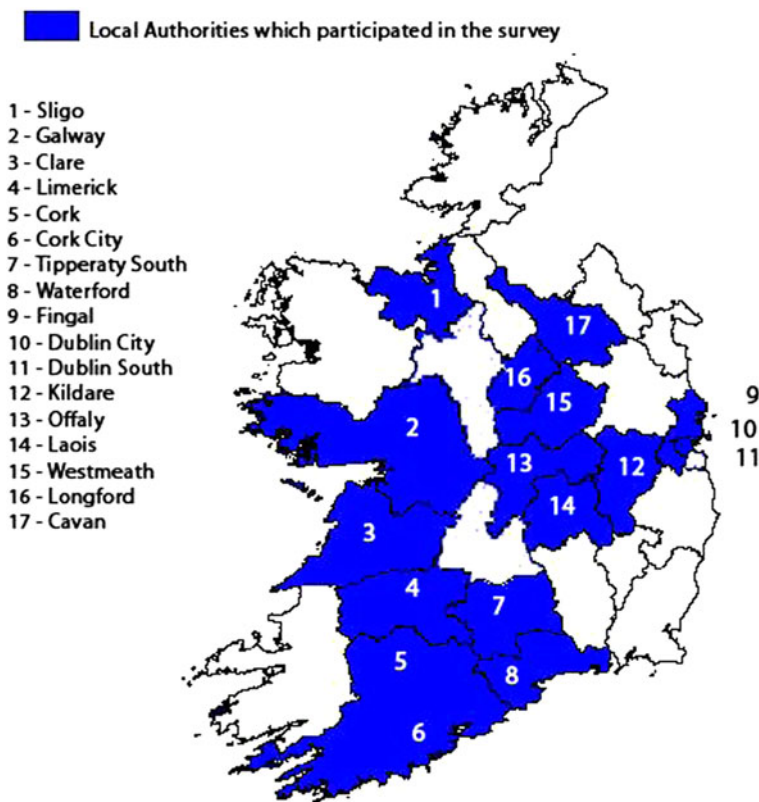 Local Authorities which participated in the survey
1 - Sligo
2 - Galway
3 - Clare
4 - Limerick
5 - Cork
6 - Cork City
7 - Tipperaty South
8 - Waterford
9 - Fingal
10 - Dublin City
11 - Dublin South
12 - Kildare
13 - Offaly
14 - Laois
15 - Westmeath
16 - Longford
17 - Cavan
1
17
16
15
9
2
10
13
12
11
14
3
4
7
5
8
6